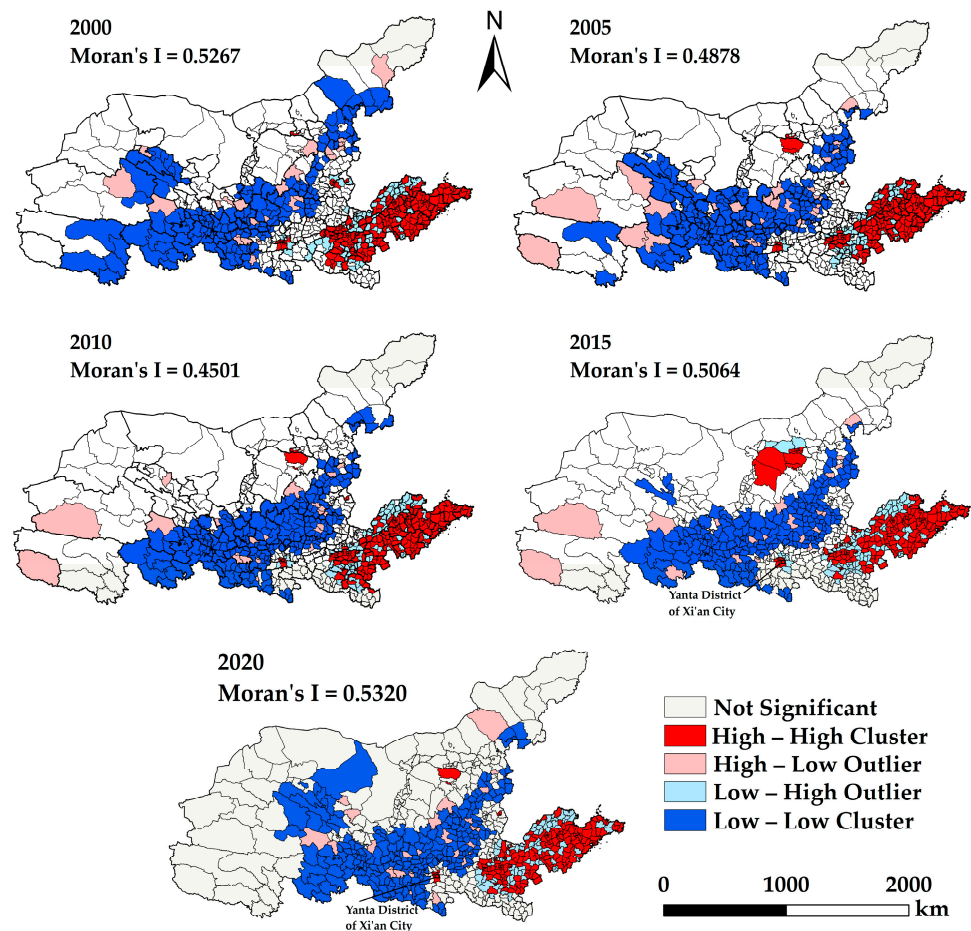 2000
Moran's I = 0.5267
N
2005
Moran's I = 0.4878
2010
Moran's I = 0.4501
2015
Moran's I = 0.5064
Yanta District
of Xi'an City
2020
Moran's I = 0.5320
Yanta District
of Xi'an City
Not Significant
High – High Cluster
High – Low Outlier
Low – High Outlier
Low – Low Cluster
0 1000 2000
km